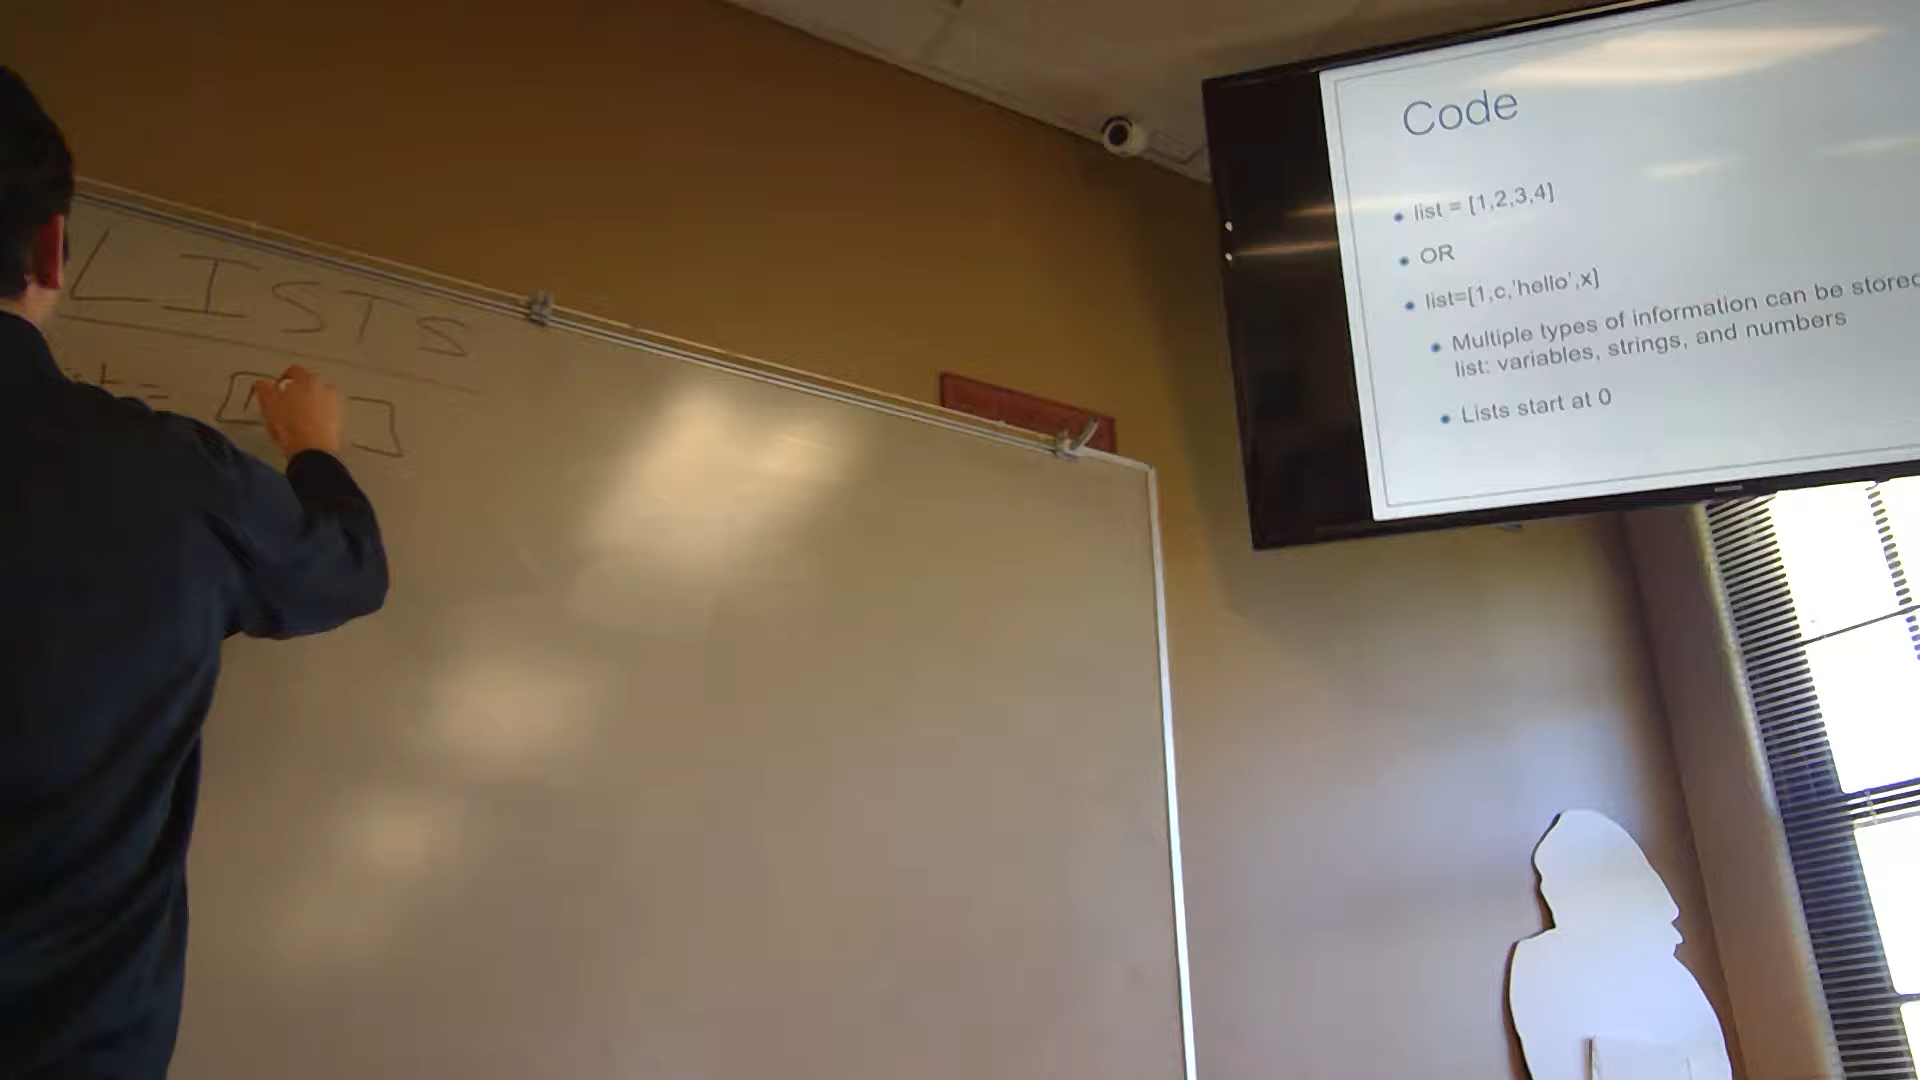 LISTS
=
Code
list = [1,2,3,4]
OR
list=[1,c,'hello',x]
Multiple types of information can be stored
list: variables, strings, and numbers
Lists start at 0